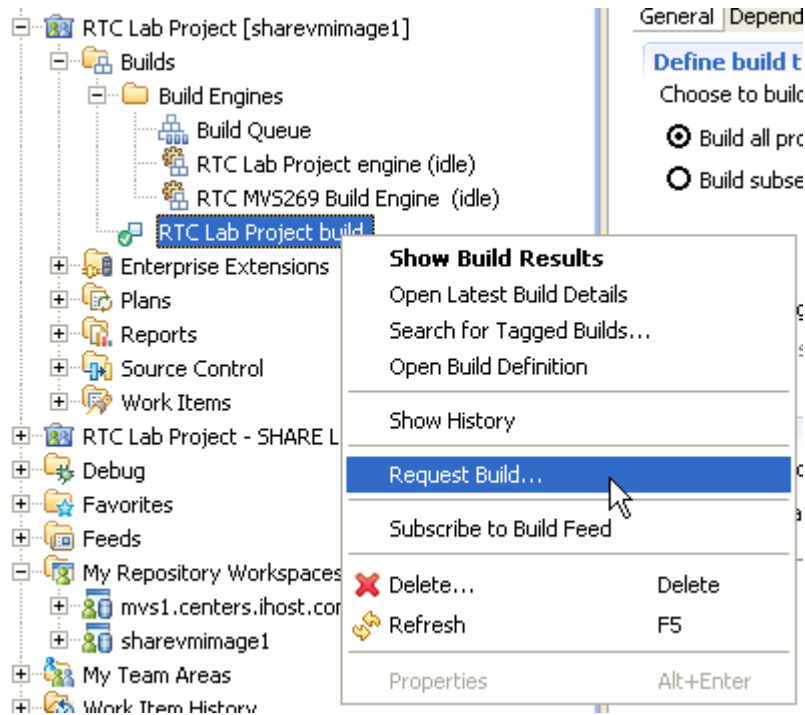 RTC Lab Project [sharevmimage1]
Builds
Build Engines
Build Queue
RTC Lab Project engine (idle)
RTC MVS269 Build Engine (idle)
RTC Lab Project build
Enterprise Extensions
Plans
Reports
Source Control
Work Items
RTC Lab Project - SHARE L
Debug
Favorites
Feeds
My Repository Workspaces
mvs1.centers.ihost.con
sharevmimage1
My Team Areas
Work Item History
Show Build Results
Open Latest Build Details
Search for Tagged Builds...
Open Build Definition
Show History
Request Build...
Subscribe to Build Feed
Delete... Delete
Refresh F5
Properties Alt+Enter
General Depend
Define build t
Choose to build
Build all pro
Build subse